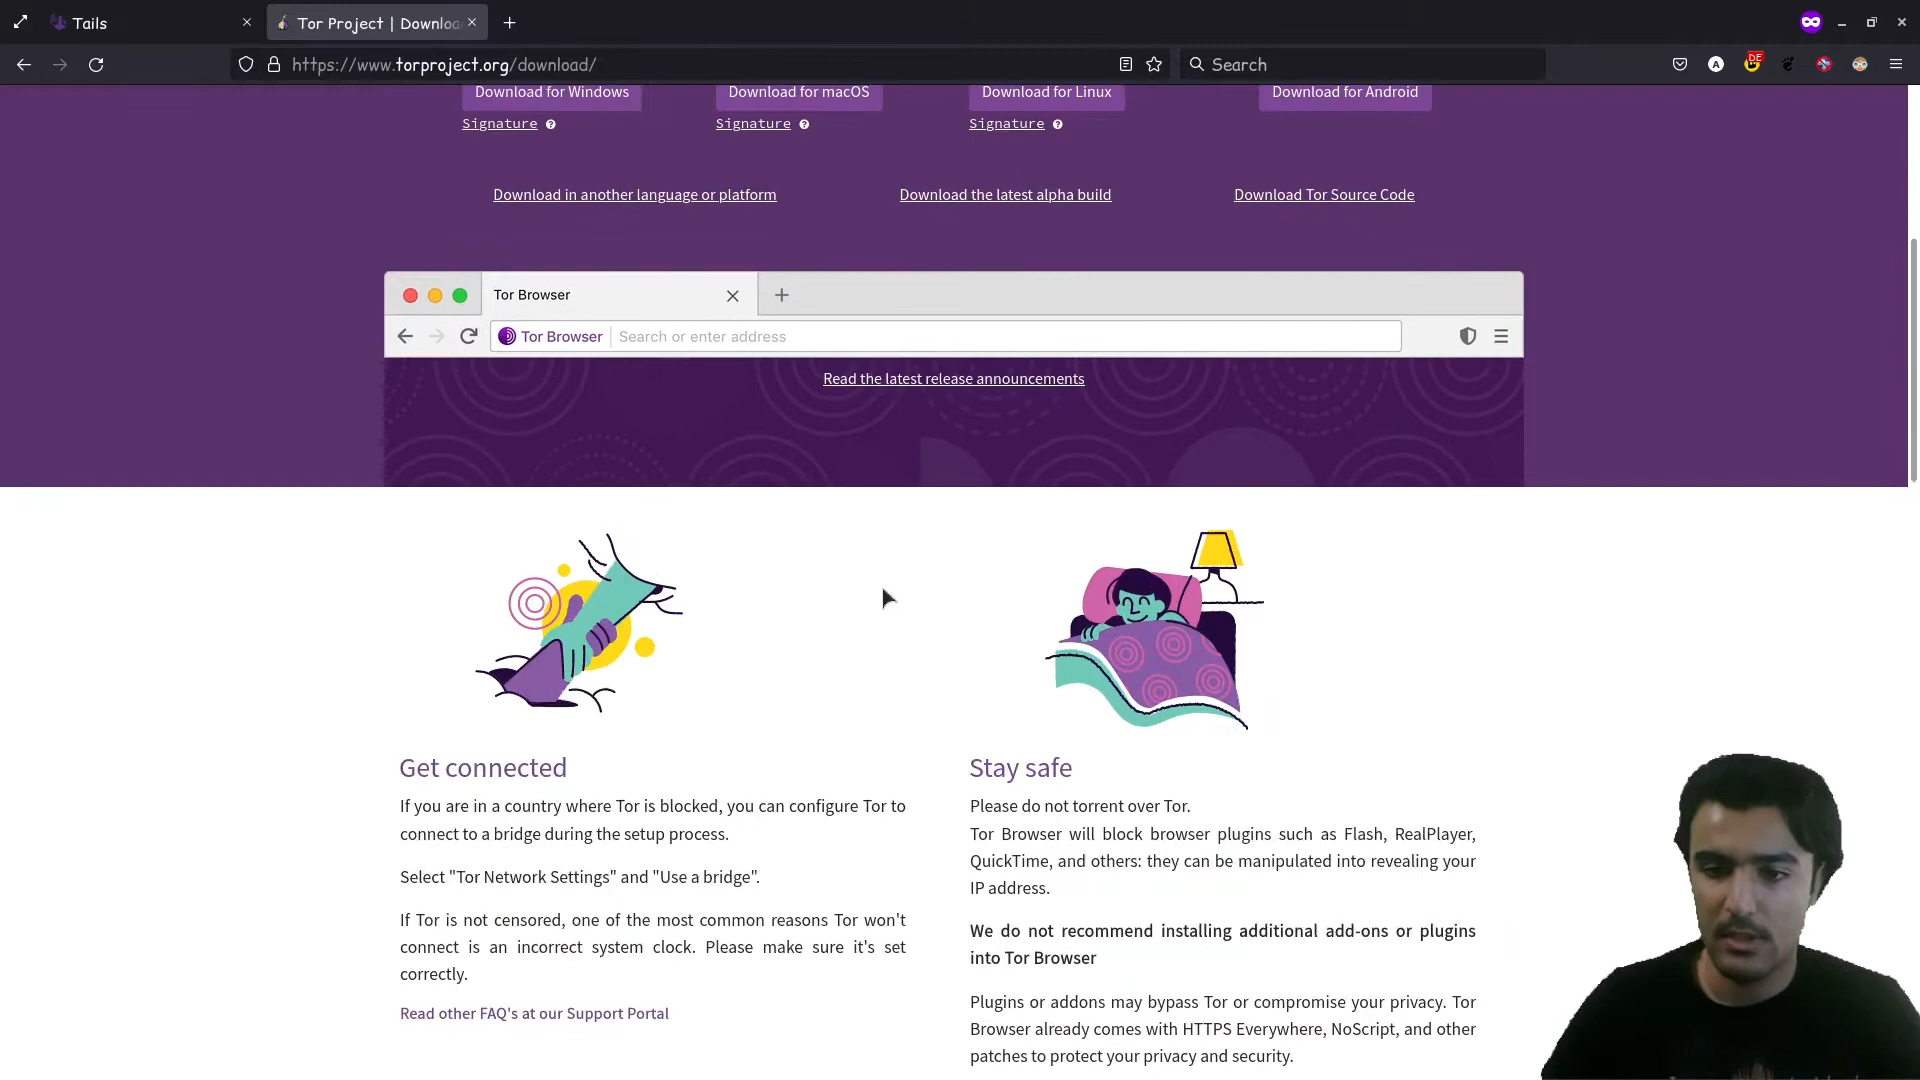 Tails
Tor Project | Downloa
https://www.torproject.org/download/
Search
DE
A
Download for Windows
Download for macOS
Download for Linux
Download for Android
Signature
Signature
Signature
Download in another language or platform
Download the latest alpha build
Download Tor Source Code
Tor Browser
Tor Browser
Search or enter address
Read the latest release announcements
Get connected
If you are in a country where Tor is blocked, you can configure Tor to
connect to a bridge during the setup process.
Select "Tor Network Settings" and "Use a bridge".
If Tor is not censored, one of the most common reasons Tor won't
connect is an incorrect system clock. Please make sure it's set
correctly.
Read other FAQ's at our Support Portal
Stay safe
Please do not torrent over Tor.
Tor Browser will block browser plugins such as Flash, RealPlayer,
QuickTime, and others: they can be manipulated into revealing your
IP address.
We do not recommend installing additional add-ons or plugins
into Tor Browser
Plugins or addons may bypass Tor or compromise your privacy. Tor
Browser already comes with HTTPS Everywhere, NoScript, and other
patches to protect your privacy and security.